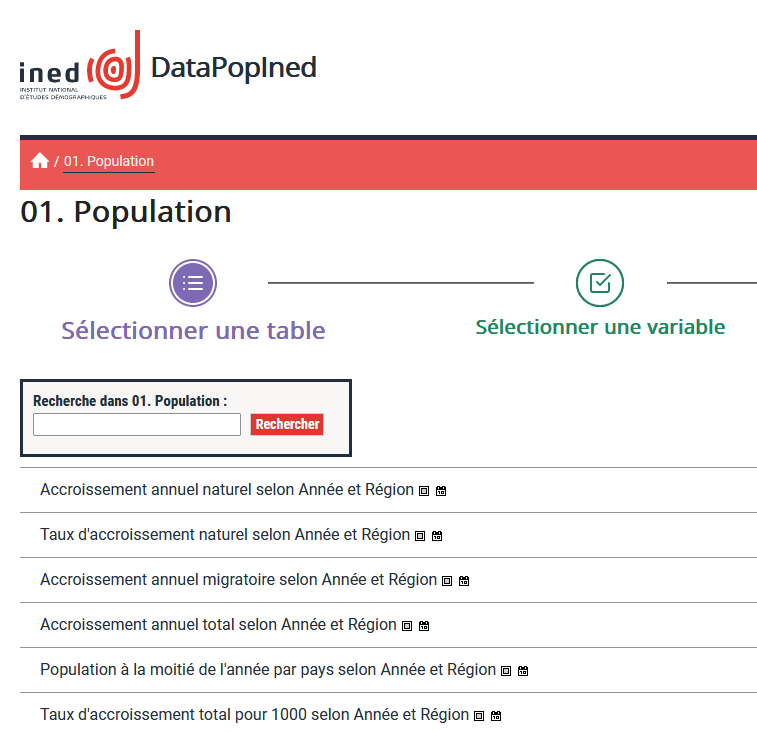 ined
INSTITUT NATIONAL
D'ÉTUDES DÉMOGRAPHIQUES
DataPopIned
/ 01. Population
01. Population
Sélectionner une table
Sélectionner une variable
Recherche dans 01. Population :
Rechercher
Accroissement annuel naturel selon Année et Région
Taux d'accroissement naturel selon Année et Région
Accroissement annuel migratoire selon Année et Région
Accroissement annuel total selon Année et Région
Population à la moitié de l'année par pays selon Année et Région
Taux d'accroissement total pour 1000 selon Année et Région